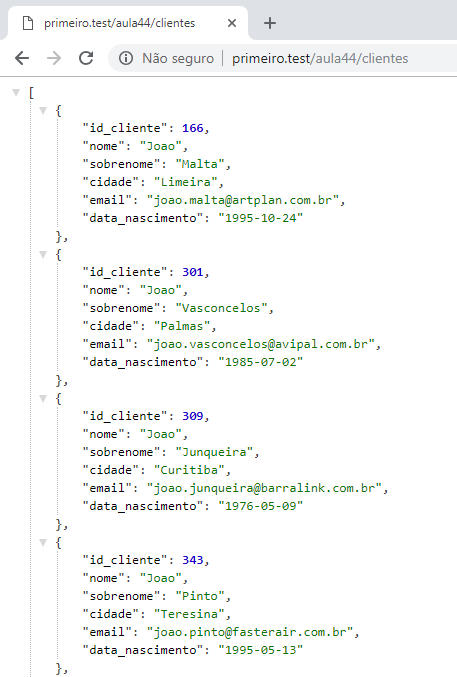 primeiro.test/aula44/clientes
Não seguro | primeiro.test/aula44/clientes
[
{
"id_cliente": 166,
"nome": "Joao",
"sobrenome": "Malta",
"cidade": "Limeira",
"email": "joao.malta@artplan.com.br",
"data_nascimento": "1995-10-24"
},
{
"id_cliente": 301,
"nome": "Joao",
"sobrenome": "Vasconcelos",
"cidade": "Palmas",
"email": "joao.vasconcelos@avipal.com.br",
"data_nascimento": "1985-07-02"
},
{
"id_cliente": 309,
"nome": "Joao",
"sobrenome": "Junqueira",
"cidade": "Curitiba",
"email": "joao.junqueira@barralink.com.br",
"data_nascimento": "1976-05-09"
},
{
"id_cliente": 343,
"nome": "Joao",
"sobrenome": "Pinto",
"cidade": "Teresina",
"email": "joao.pinto@fasterair.com.br",
"data_nascimento": "1995-05-13"
},